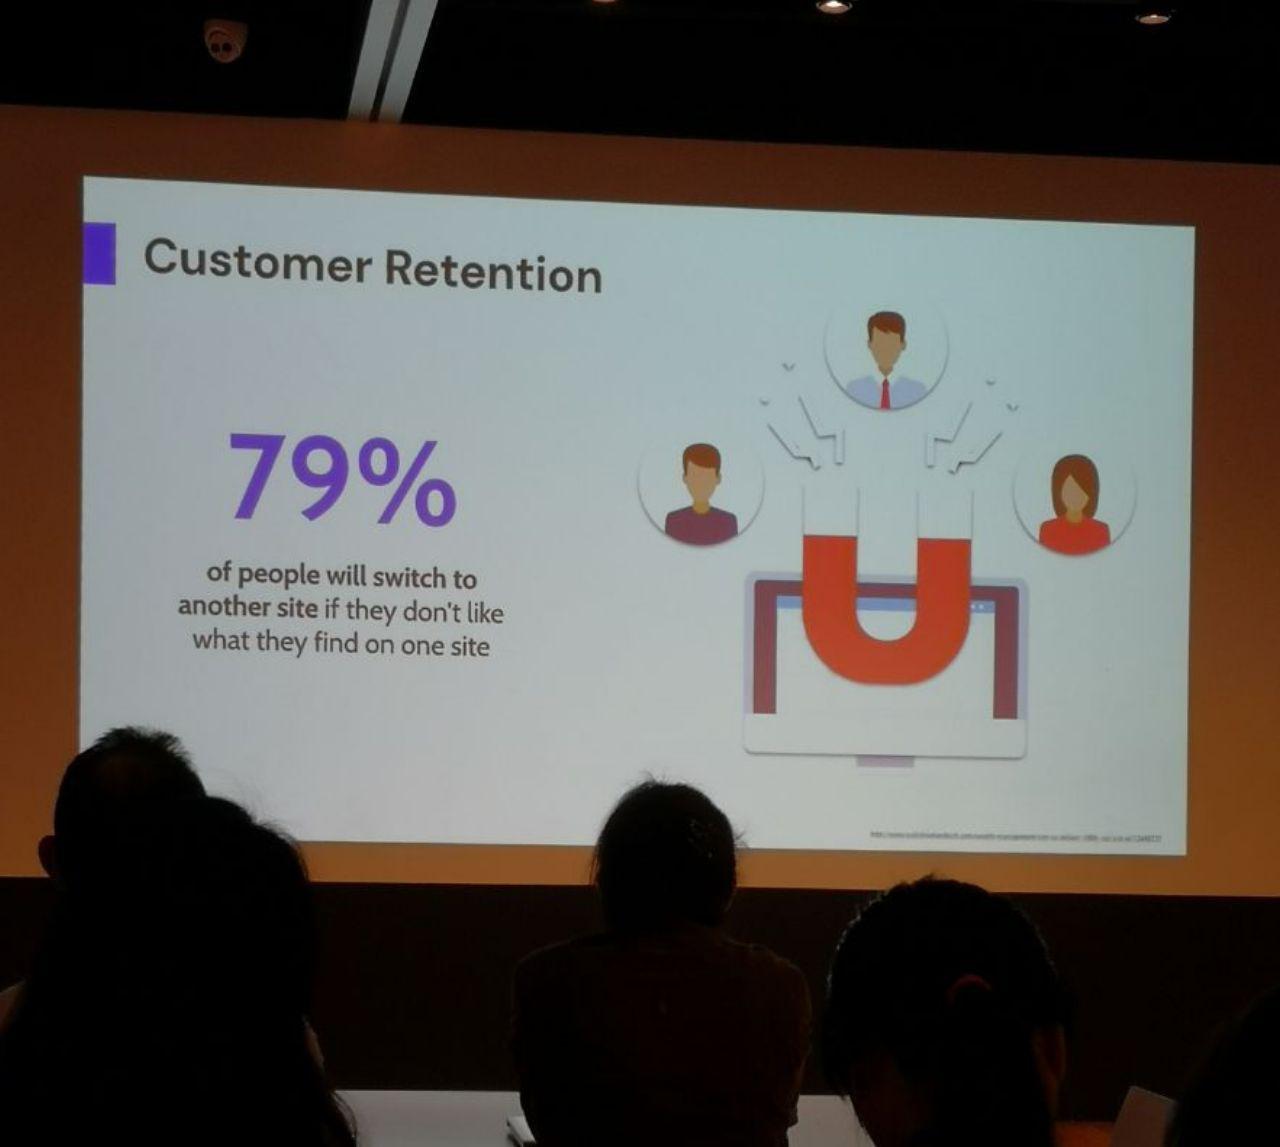 Customer Retention
79%
of people will switch to
another site if they don't like
what they find on one site